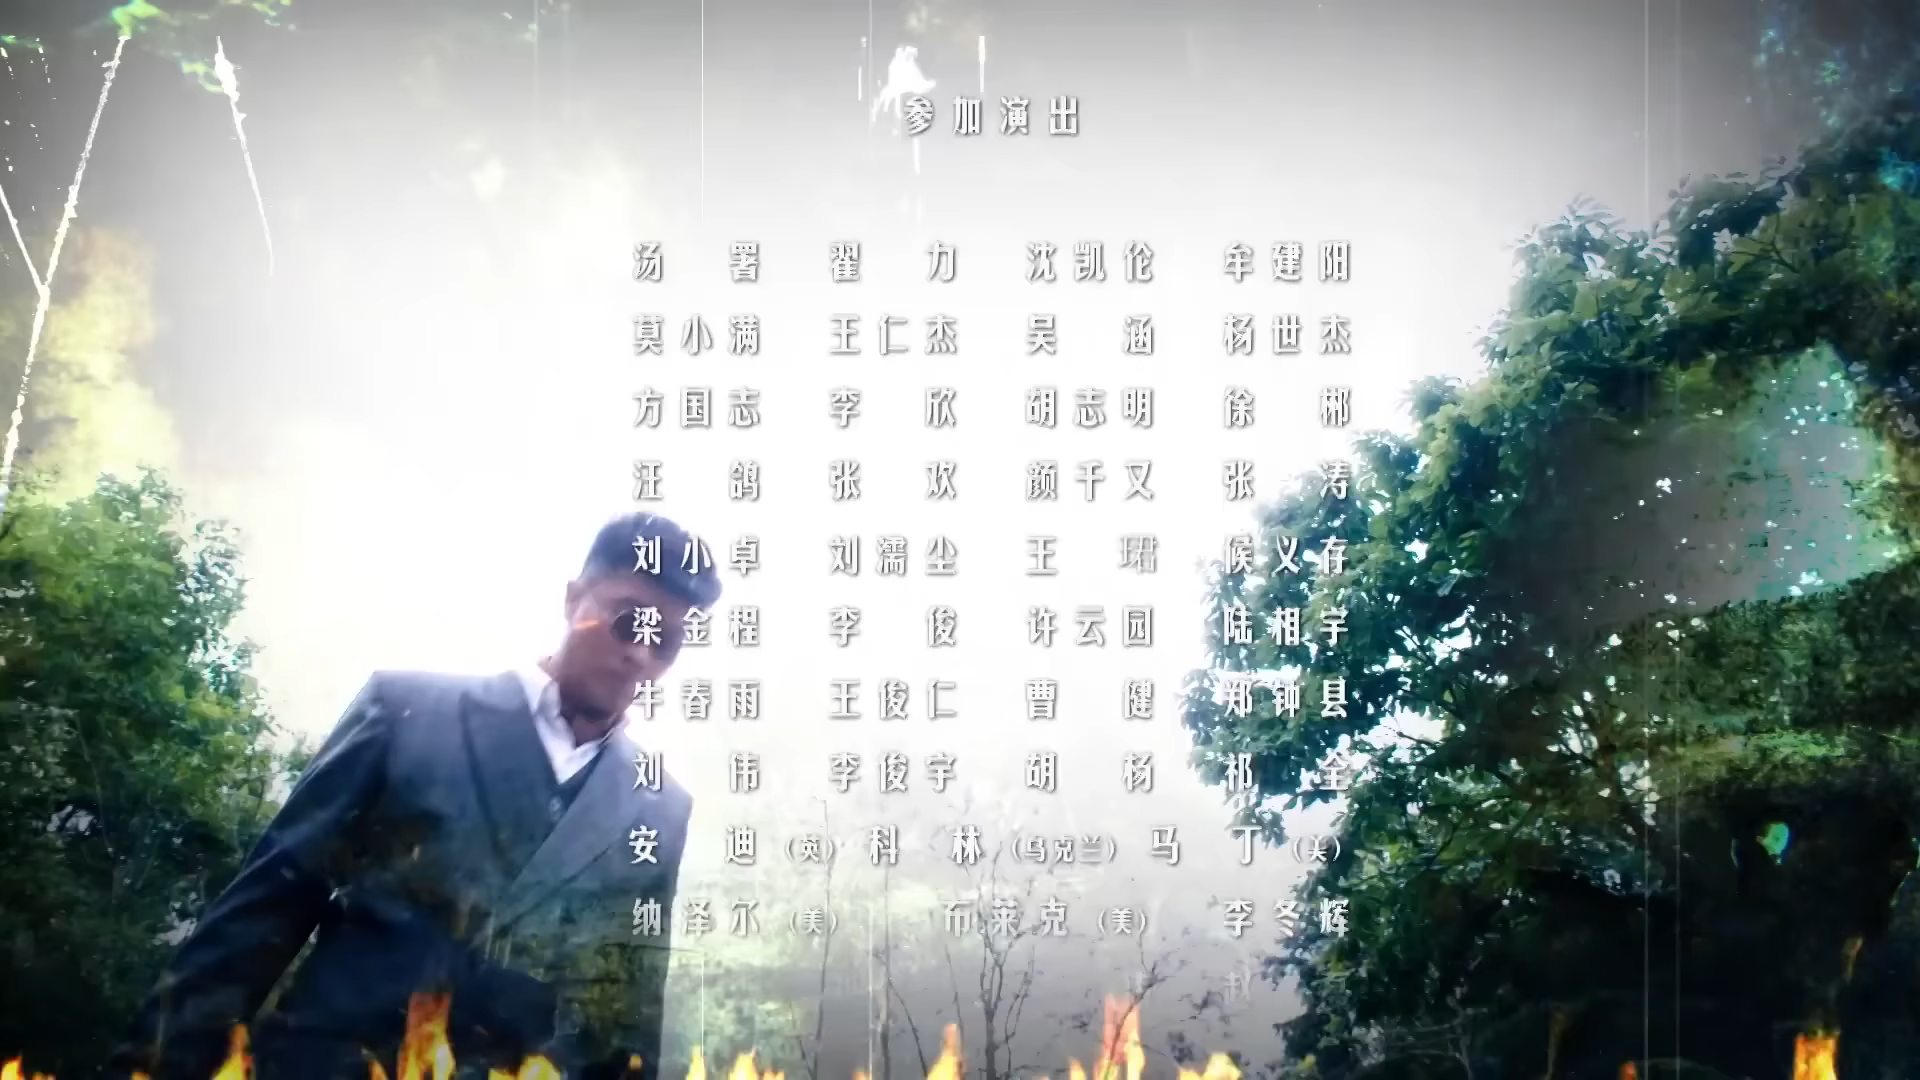 参加演出
汤署 翟力 沈凯伦 牟建阳
莫小满 王仁杰 吴涵 杨世杰
方国志 李欣 胡志明 徐郴
汪鸽 张欢 颜千又 张涛
刘小卓 刘濡尘 王珺 候义存
梁金程 李俊 许云园 陆相宇
牛春雨 王俊仁 曹健 郑钟县
刘伟 李俊宇 胡杨 祁全
安迪(英) 科林(乌克兰) 马丁(美)
纳泽尔(美) 布莱克(美) 李冬辉